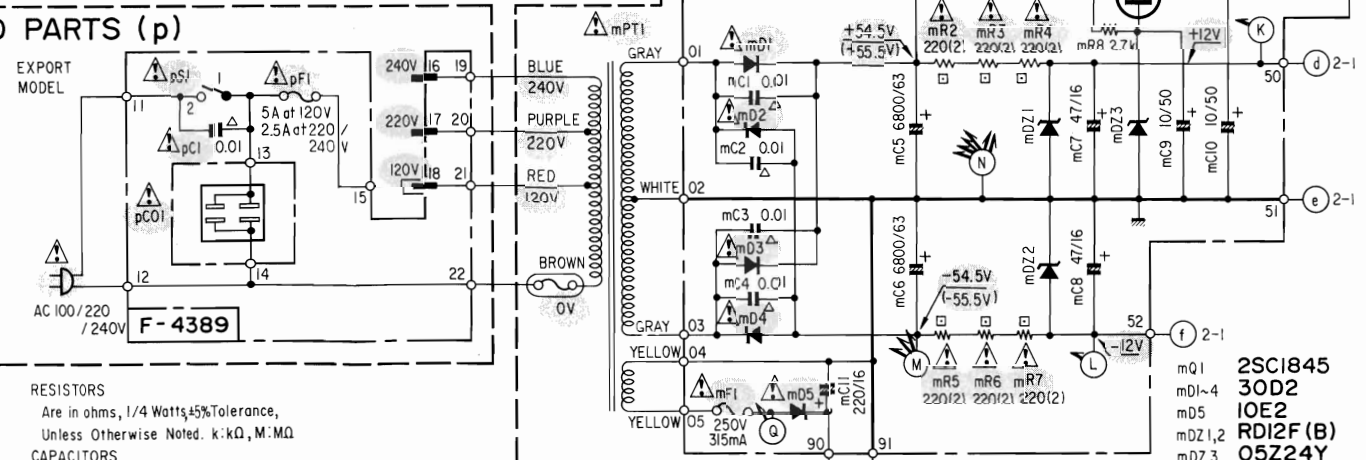 D PARTS (p)
EXPORT
MODEL
pS1
1
2
11
pF1
5A at 120V
2.5A at 220 /
240V
pC1
0.01
13
pCO1
14
12
AC 100/220
/240V
F-4389
15
240V
16
19
220V
17
20
120V
18
21
22
BLUE
240V
PURPLE
220V
RED
120V
BROWN
0V
mPT1
GRAY
01
WHITE
02
GRAY
03
YELLOW
04
YELLOW
05
mD1
mC1 0.01
mD2
mC2 0.01
mC3 0.01
mD3
mC4 0.01
mD4
mF1
250V
315mA
mD5
+
Q
mC11
220/16
90
91
+54.5V
(+55.5V)
mC5 6800/63
+
mC6 6800/63
+
-54.5V
(-55.5V)
mR2
220(2)
mR3
220(2)
mR4
220(2)
N
M
mR5
220(2)
mR6
220(2)
mR7
220(2)
mDZ1
mC7 47/16
+
mDZ2
mC8 47/16
+
mR8 2.7k
mDZ3
+12V
mC9 10/50
+
mC10 10/50
+
K
50
d 2-1
51
e 2-1
52
f 2-1
L
-12V
mQ1 2SC1845
mD1~4 30D2
mD5 10E2
mDZ1,2 RD12F(B)
mDZ3 05Z24Y
RESISTORS
Are in ohms, 1/4 Watts, ±5% Tolerance,
Unless Otherwise Noted. k:kΩ, M:MΩ
CAPACITORS